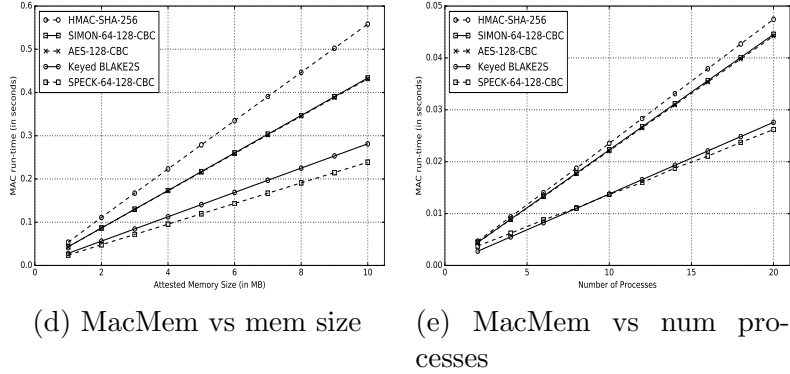 0.6
0.5
0.4
0.3
0.2
0.1
0.0
MAC run-time (in seconds)
HMAC-SHA-256
SIMON-64-128-CBC
AES-128-CBC
Keyed BLAKE2S
SPECK-64-128-CBC
0 2 4 6 8 10
Attested Memory Size (in MB)
(d) MacMem vs mem size
0.05
0.04
0.03
0.02
0.01
0.00
MAC run-time (in seconds)
HMAC-SHA-256
SIMON-64-128-CBC
AES-128-CBC
Keyed BLAKE2S
SPECK-64-128-CBC
0 5 10 15 20
Number of Processes
(e) MacMem vs num pro-
cesses